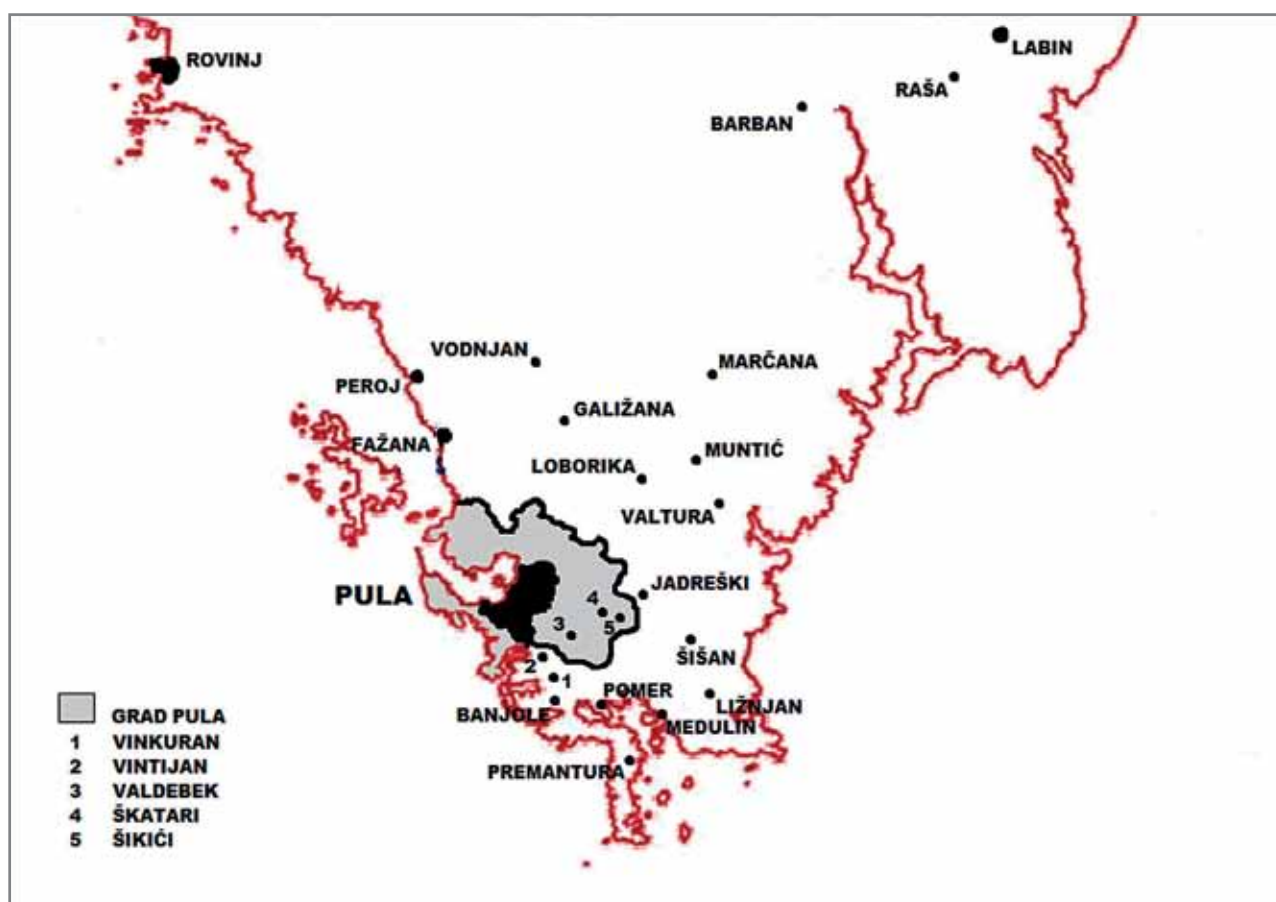 ROVINJ
LABIN
RAŠA
BARBAN
VODNJAN
MARČANA
PEROJ
GALIŽANA
FAŽANA
MUNTIĆ
LOBORIKA
VALTURA
JADREŠKI
PULA
4
5
3
ŠIŠAN
2
1
POMER
LIŽNJAN
BANJOLE
MEDULIN
PREMANTURA
GRAD PULA
1 VINKURAN
2 VINTIJAN
3 VALDEBEK
4 ŠKATARI
5 ŠIKIĆI